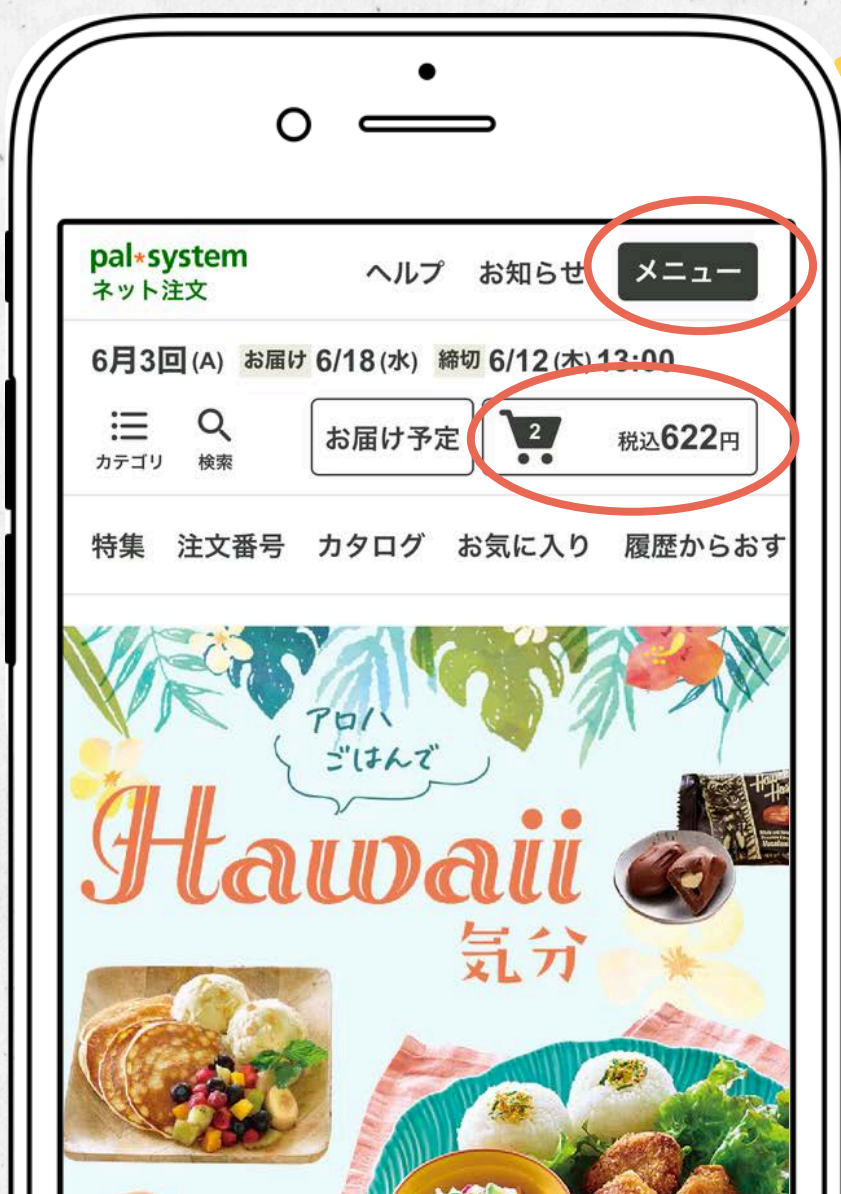 pal*system
ネット注文
ヘルプ お知らせ メニュー
6月3回(A) お届け 6/18(水) 締切 6/12(木)13:00
カテゴリ 検索 お届け予定 2 税込622円
特集 注文番号 カタログ お気に入り 履歴からおす
アロハ
ごはんで
Hawaii
気分